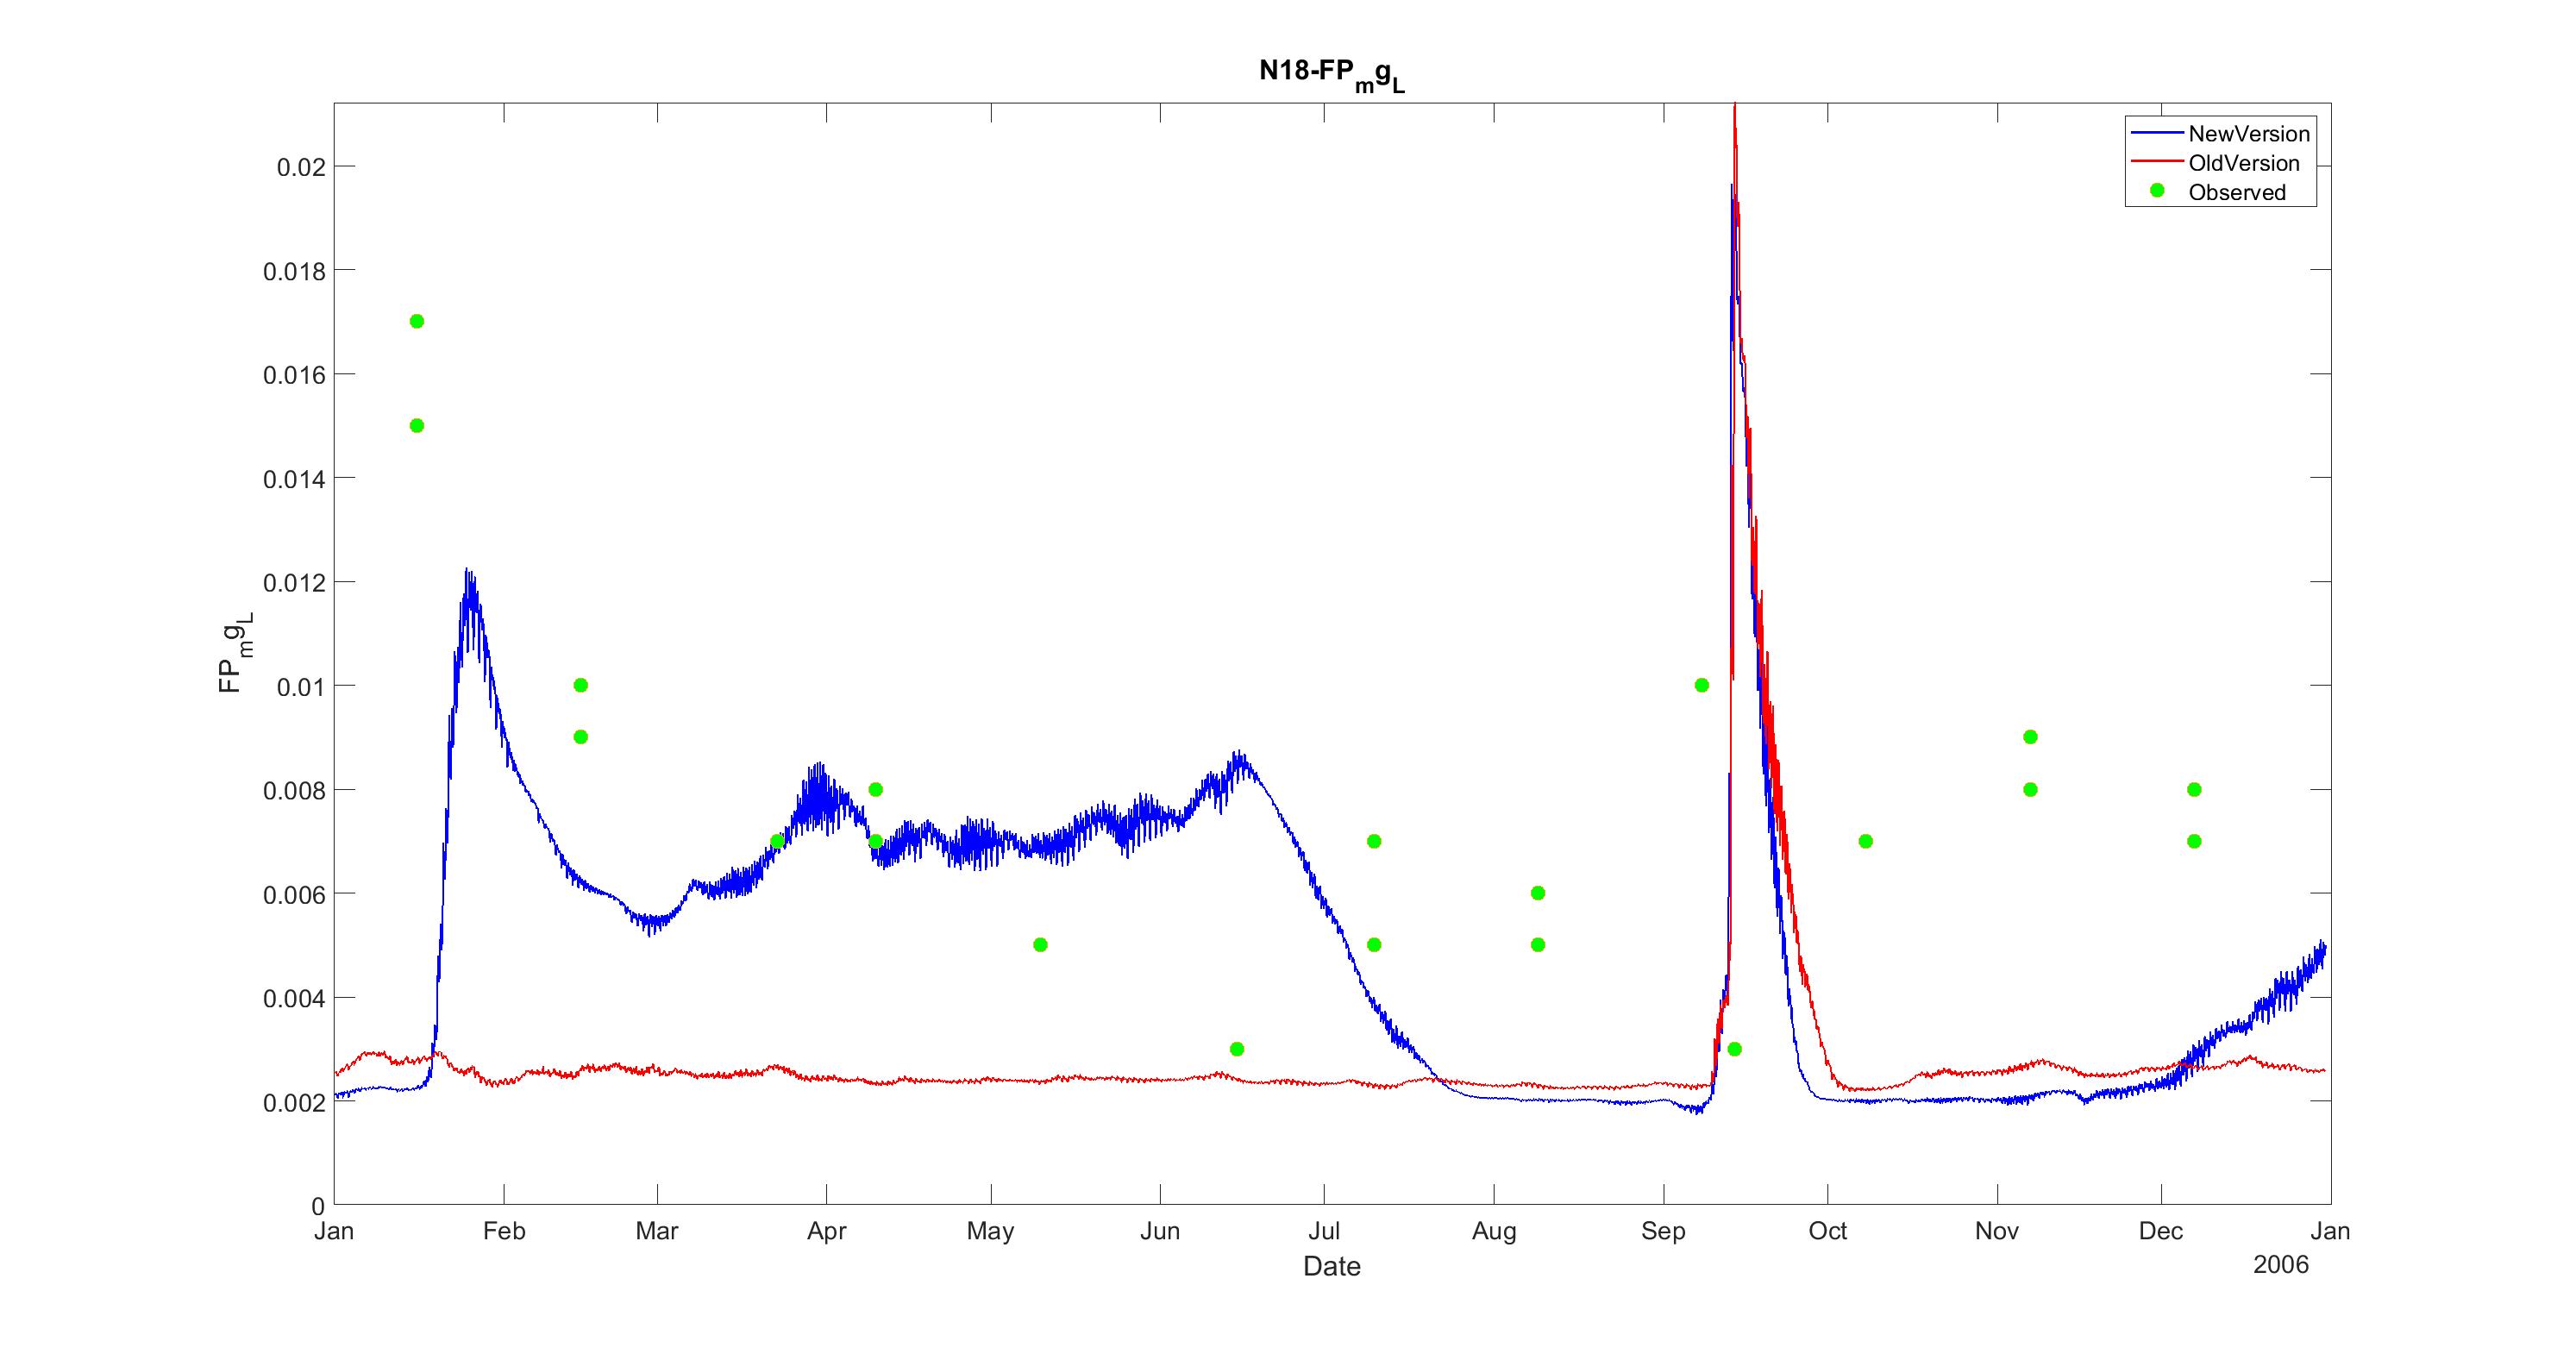 N18-FPmgL
NewVersion
OldVersion
Observed
0.02
0.018
0.016
0.014
0.012
0.01
0.008
0.006
0.004
0.002
0
FPmgL
Jan Feb Mar Apr May Jun Jul Aug Sep Oct Nov Dec Jan
2006
Date